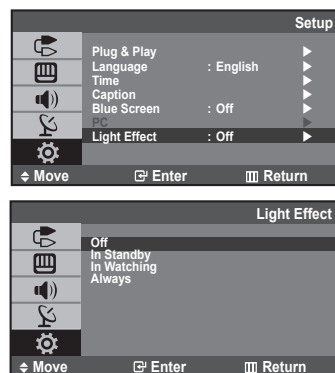 Setup
Plug & Play
Language : English
Time
Caption
Blue Screen : Off
PC
Light Effect : Off
Move Enter Return
Light Effect
Off
In Standby
In Watching
Always
Move Enter Return